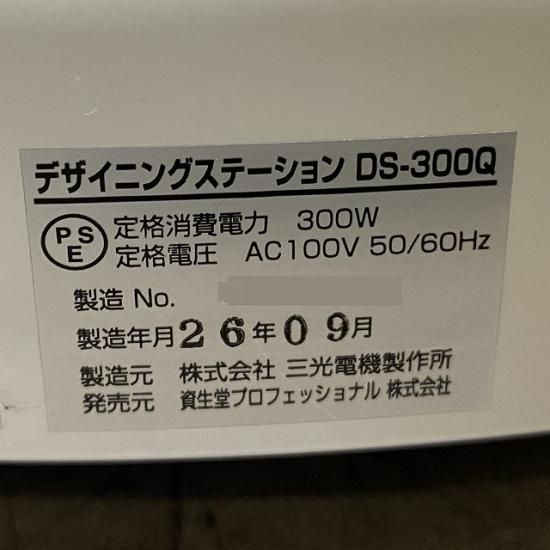 デザイニングステーション DS-300Q
PSE
定格消費電力 300W
定格電圧 AC100V 50/60Hz
製造 No.
製造年月26年09月
製造元 株式会社 三光電機製作所
発売元 資生堂プロフェッショナル 株式会社